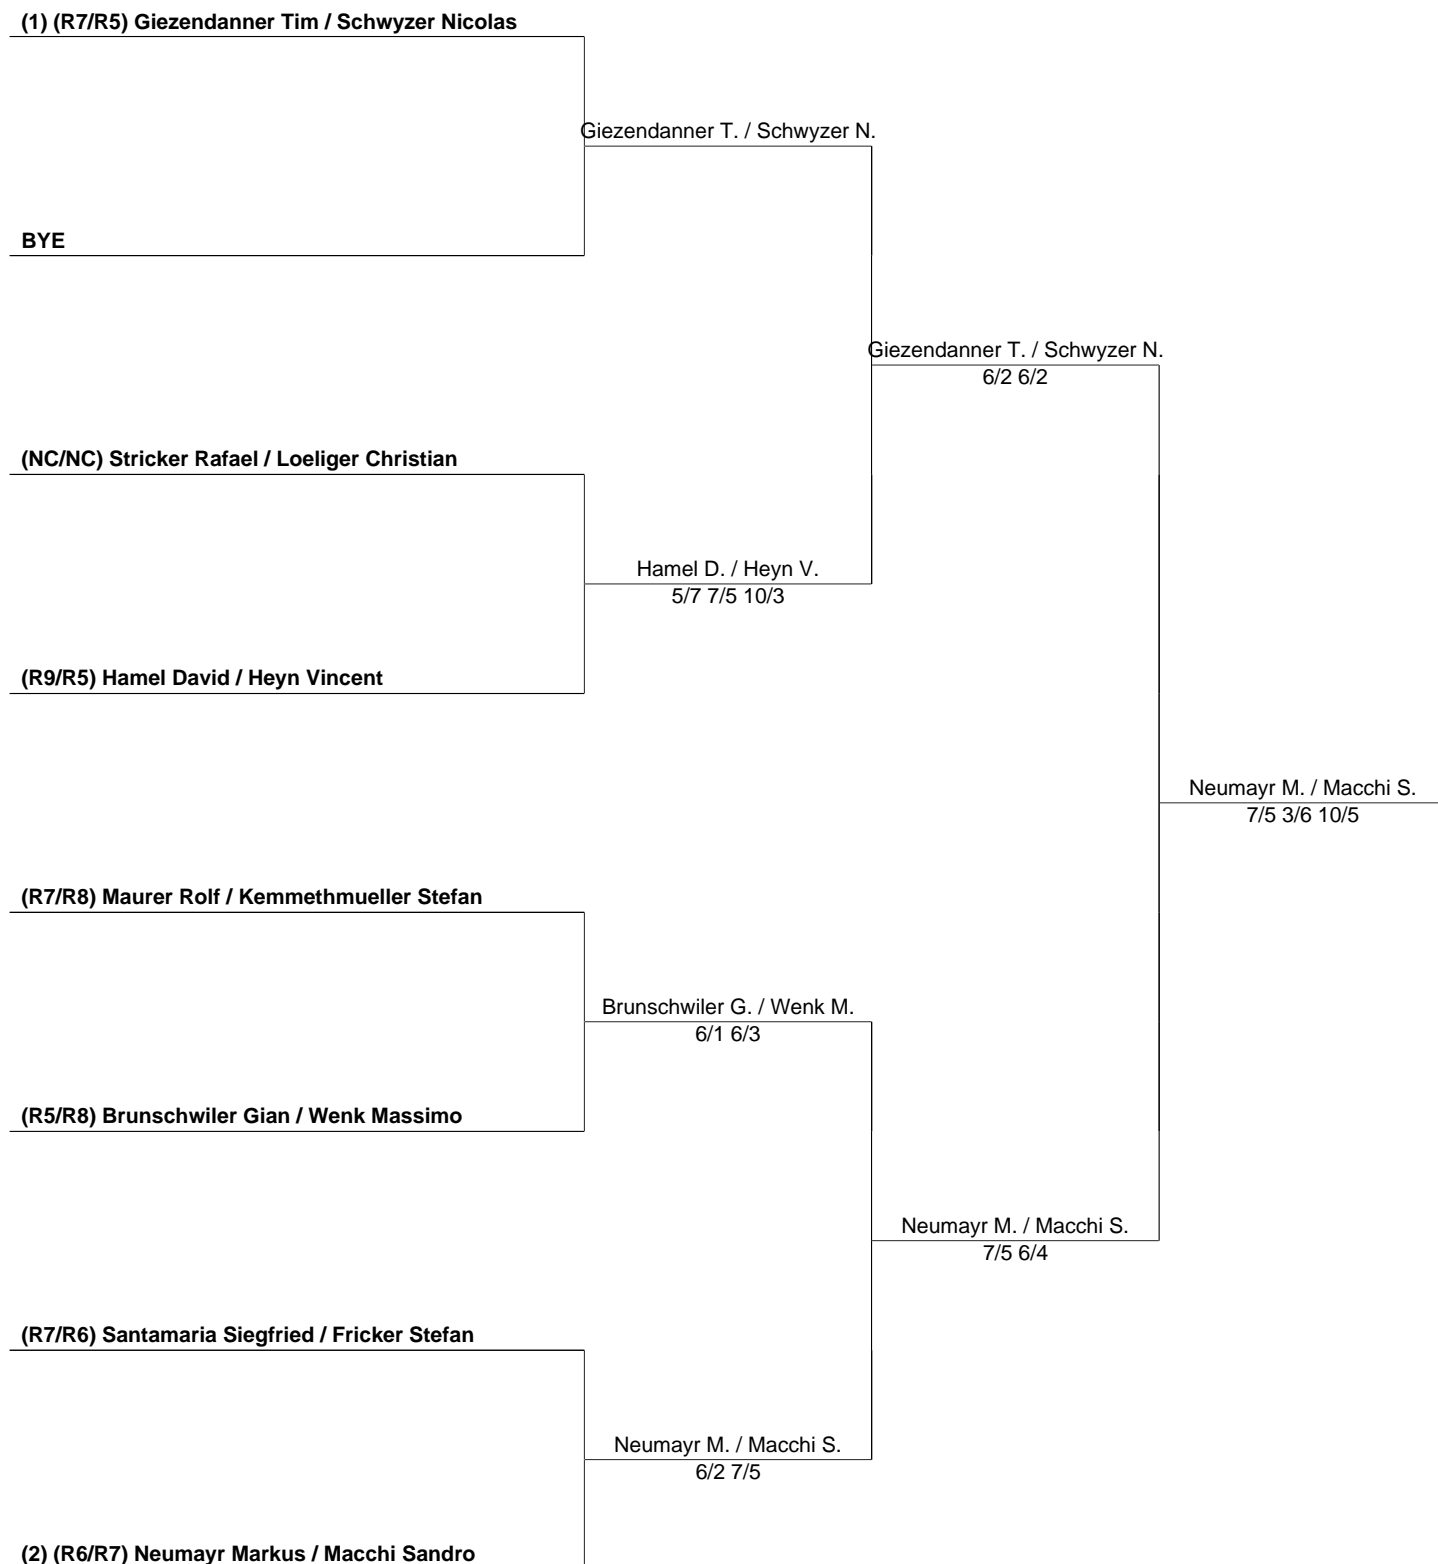 (1) (R7/R5) Giezendanner Tim / Schwyzer Nicolas
Giezendanner T. / Schwyzer N.
BYE
Giezendanner T. / Schwyzer N.
6/2 6/2
(NC/NC) Stricker Rafael / Loeliger Christian
Hamel D. / Heyn V.
5/7 7/5 10/3
(R9/R5) Hamel David / Heyn Vincent
Neumayr M. / Macchi S.
7/5 3/6 10/5
(R7/R8) Maurer Rolf / Kemmethmueller Stefan
Brunschwiler G. / Wenk M.
6/1 6/3
(R5/R8) Brunschwiler Gian / Wenk Massimo
Neumayr M. / Macchi S.
7/5 6/4
(R7/R6) Santamaria Siegfried / Fricker Stefan
Neumayr M. / Macchi S.
6/2 7/5
(2) (R6/R7) Neumayr Markus / Macchi Sandro